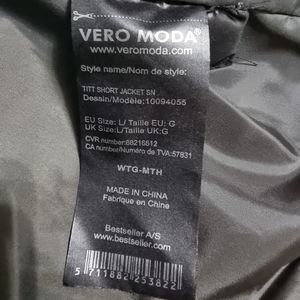 VERO MODA®
www.veromoda.com
Style name/Nom de style:
TITT SHORT JACKET SN
Dessin/Modèle:10094055
EU Size: L/ Taille EU: G
UK Size:L/ Taille UK:G
CVR number:88216512
CA number/Numéro de TVA:57831
WTG-MTH
MADE IN CHINA
Fabrique en Chine
Bestseller A/S
www.bestseller.com
5 711882 253822